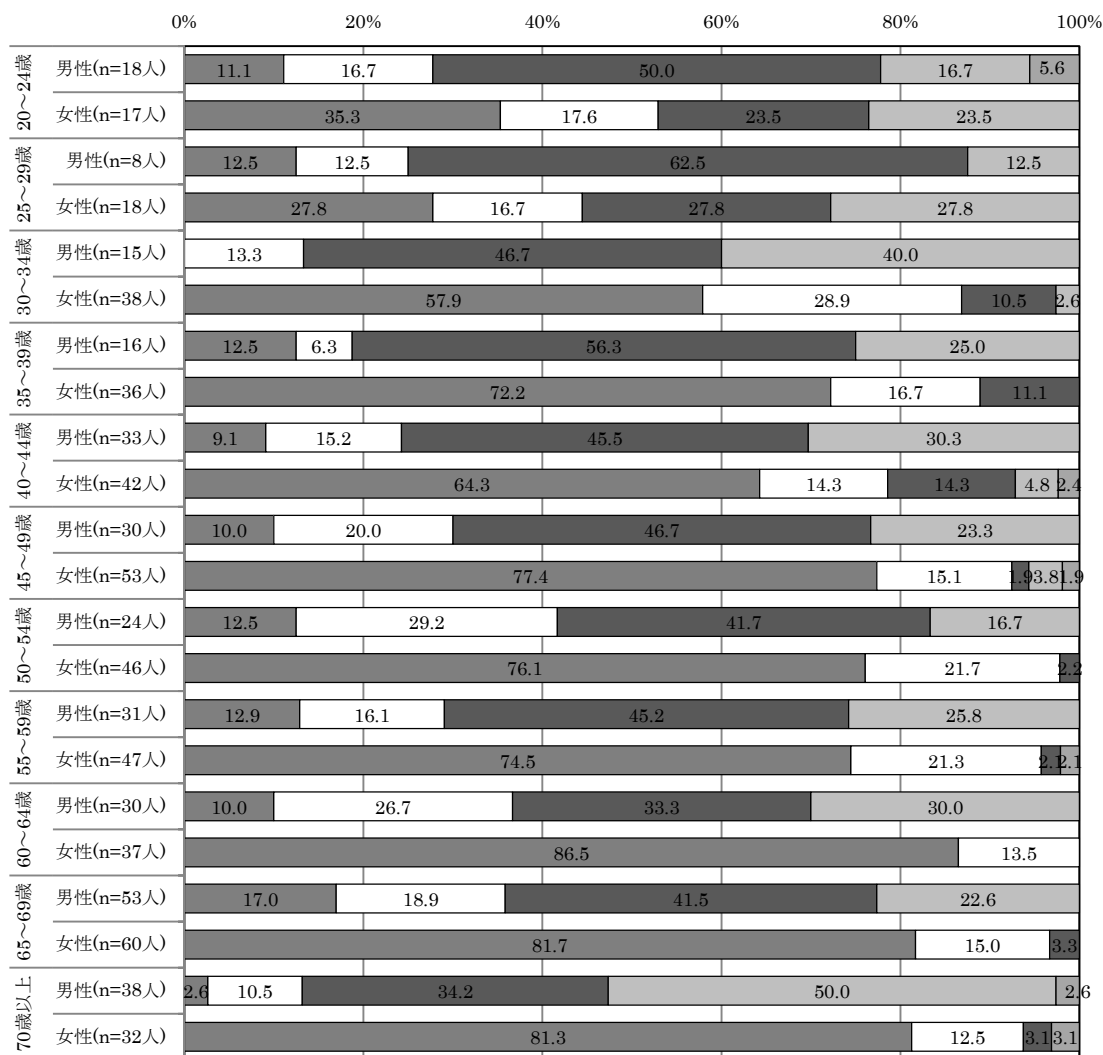 0% 20% 40% 60% 80% 100%
20～24歳
男性(n=18人) 11.1 16.7 50.0 16.7 5.6
女性(n=17人) 35.3 17.6 23.5 23.5
25～29歳
男性(n=8人) 12.5 12.5 62.5 12.5
女性(n=18人) 27.8 16.7 27.8 27.8
30～34歳
男性(n=15人) 13.3 46.7 40.0
女性(n=38人) 57.9 28.9 10.5 2.6
35～39歳
男性(n=16人) 12.5 6.3 56.3 25.0
女性(n=36人) 72.2 16.7 11.1
40～44歳
男性(n=33人) 9.1 15.2 45.5 30.3
女性(n=42人) 64.3 14.3 14.3 4.8 2.4
45～49歳
男性(n=30人) 10.0 20.0 46.7 23.3
女性(n=53人) 77.4 15.1 1.9 3.8 1.9
50～54歳
男性(n=24人) 12.5 29.2 41.7 16.7
女性(n=46人) 76.1 21.7 2.2
55～59歳
男性(n=31人) 12.9 16.1 45.2 25.8
女性(n=47人) 74.5 21.3 2.1 2.1
60～64歳
男性(n=30人) 10.0 26.7 33.3 30.0
女性(n=37人) 86.5 13.5
65～69歳
男性(n=53人) 17.0 18.9 41.5 22.6
女性(n=60人) 81.7 15.0 3.3
70歳以上
男性(n=38人) 2.6 10.5 34.2 50.0 2.6
女性(n=32人) 81.3 12.5 3.1 3.1